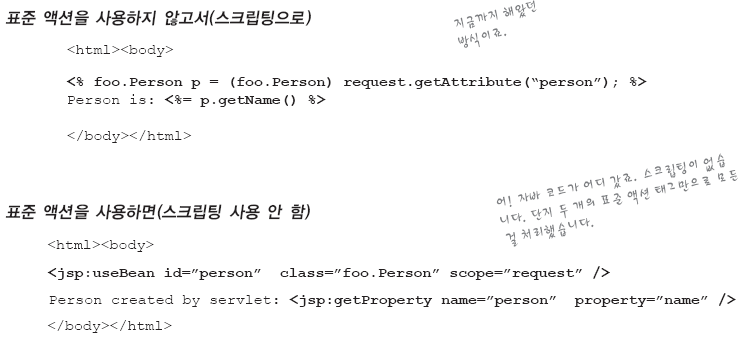 표준 액션을 사용하지 않고서(스크립팅으로)
지금까지 해왔던
방식이죠.
<html><body>
<% foo.Person p = (foo.Person) request.getAttribute(“person”); %>
Person is: <%= p.getName() %>
</body></html>
어! 자바 코드가 어디 갔죠. 스크립팅이 없습
니다. 단지 두 개의 표준 액션 태그만으로 모든
걸 처리했습니다.
표준 액션을 사용하면(스크립팅 사용 안 함)
<html><body>
<jsp:useBean id=”person” class=”foo.Person” scope=”request” />
Person created by servlet: <jsp:getProperty name=”person” property=”name” />
</body></html>